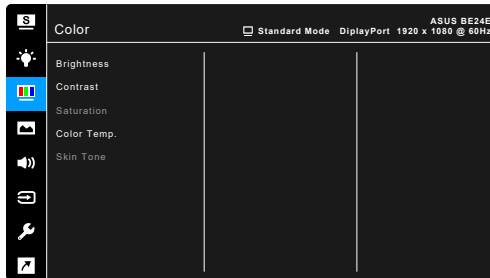 S
ASUS BE24E
Color
Standard Mode DiplayPort 1920 x 1080 @ 60Hz
Brightness
Contrast
Saturation
Color Temp.
Skin Tone